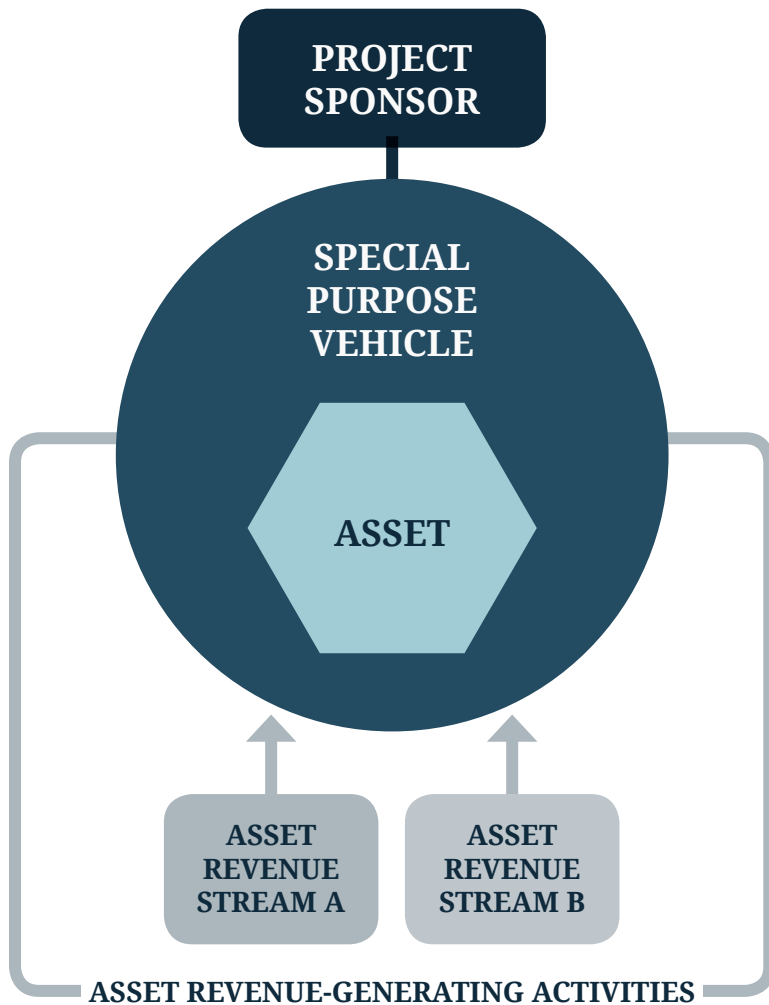 PROJECT
SPONSOR
SPECIAL
PURPOSE
VEHICLE
ASSET
ASSET
REVENUE
STREAM A
ASSET
REVENUE
STREAM B
ASSET REVENUE-GENERATING ACTIVITIES